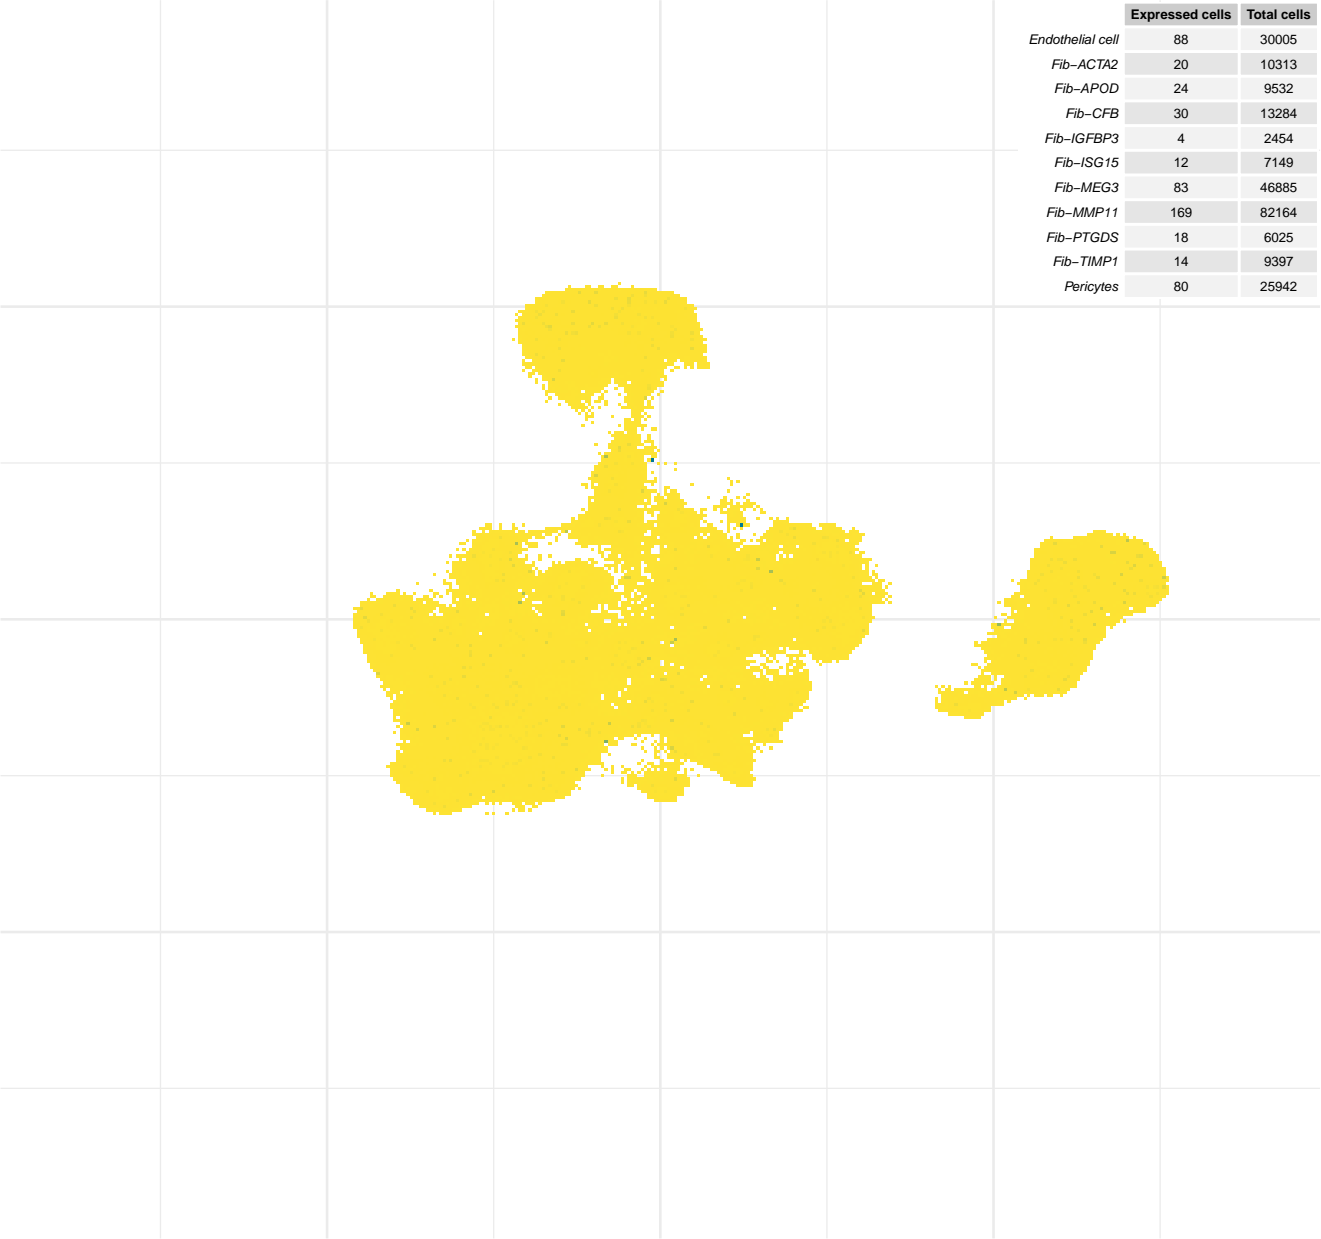 Expressed cells Total cells
Endothelial cell 88 30005
Fib−ACTA2 20 10313
Fib−APOD 24 9532
Fib−CFB 30 13284
Fib−IGFBP3 4 2454
Fib−ISG15 12 7149
Fib−MEG3 83 46885
Fib−MMP11 169 82164
Fib−PTGDS 18 6025
Fib−TIMP1 14 9397
Pericytes 80 25942